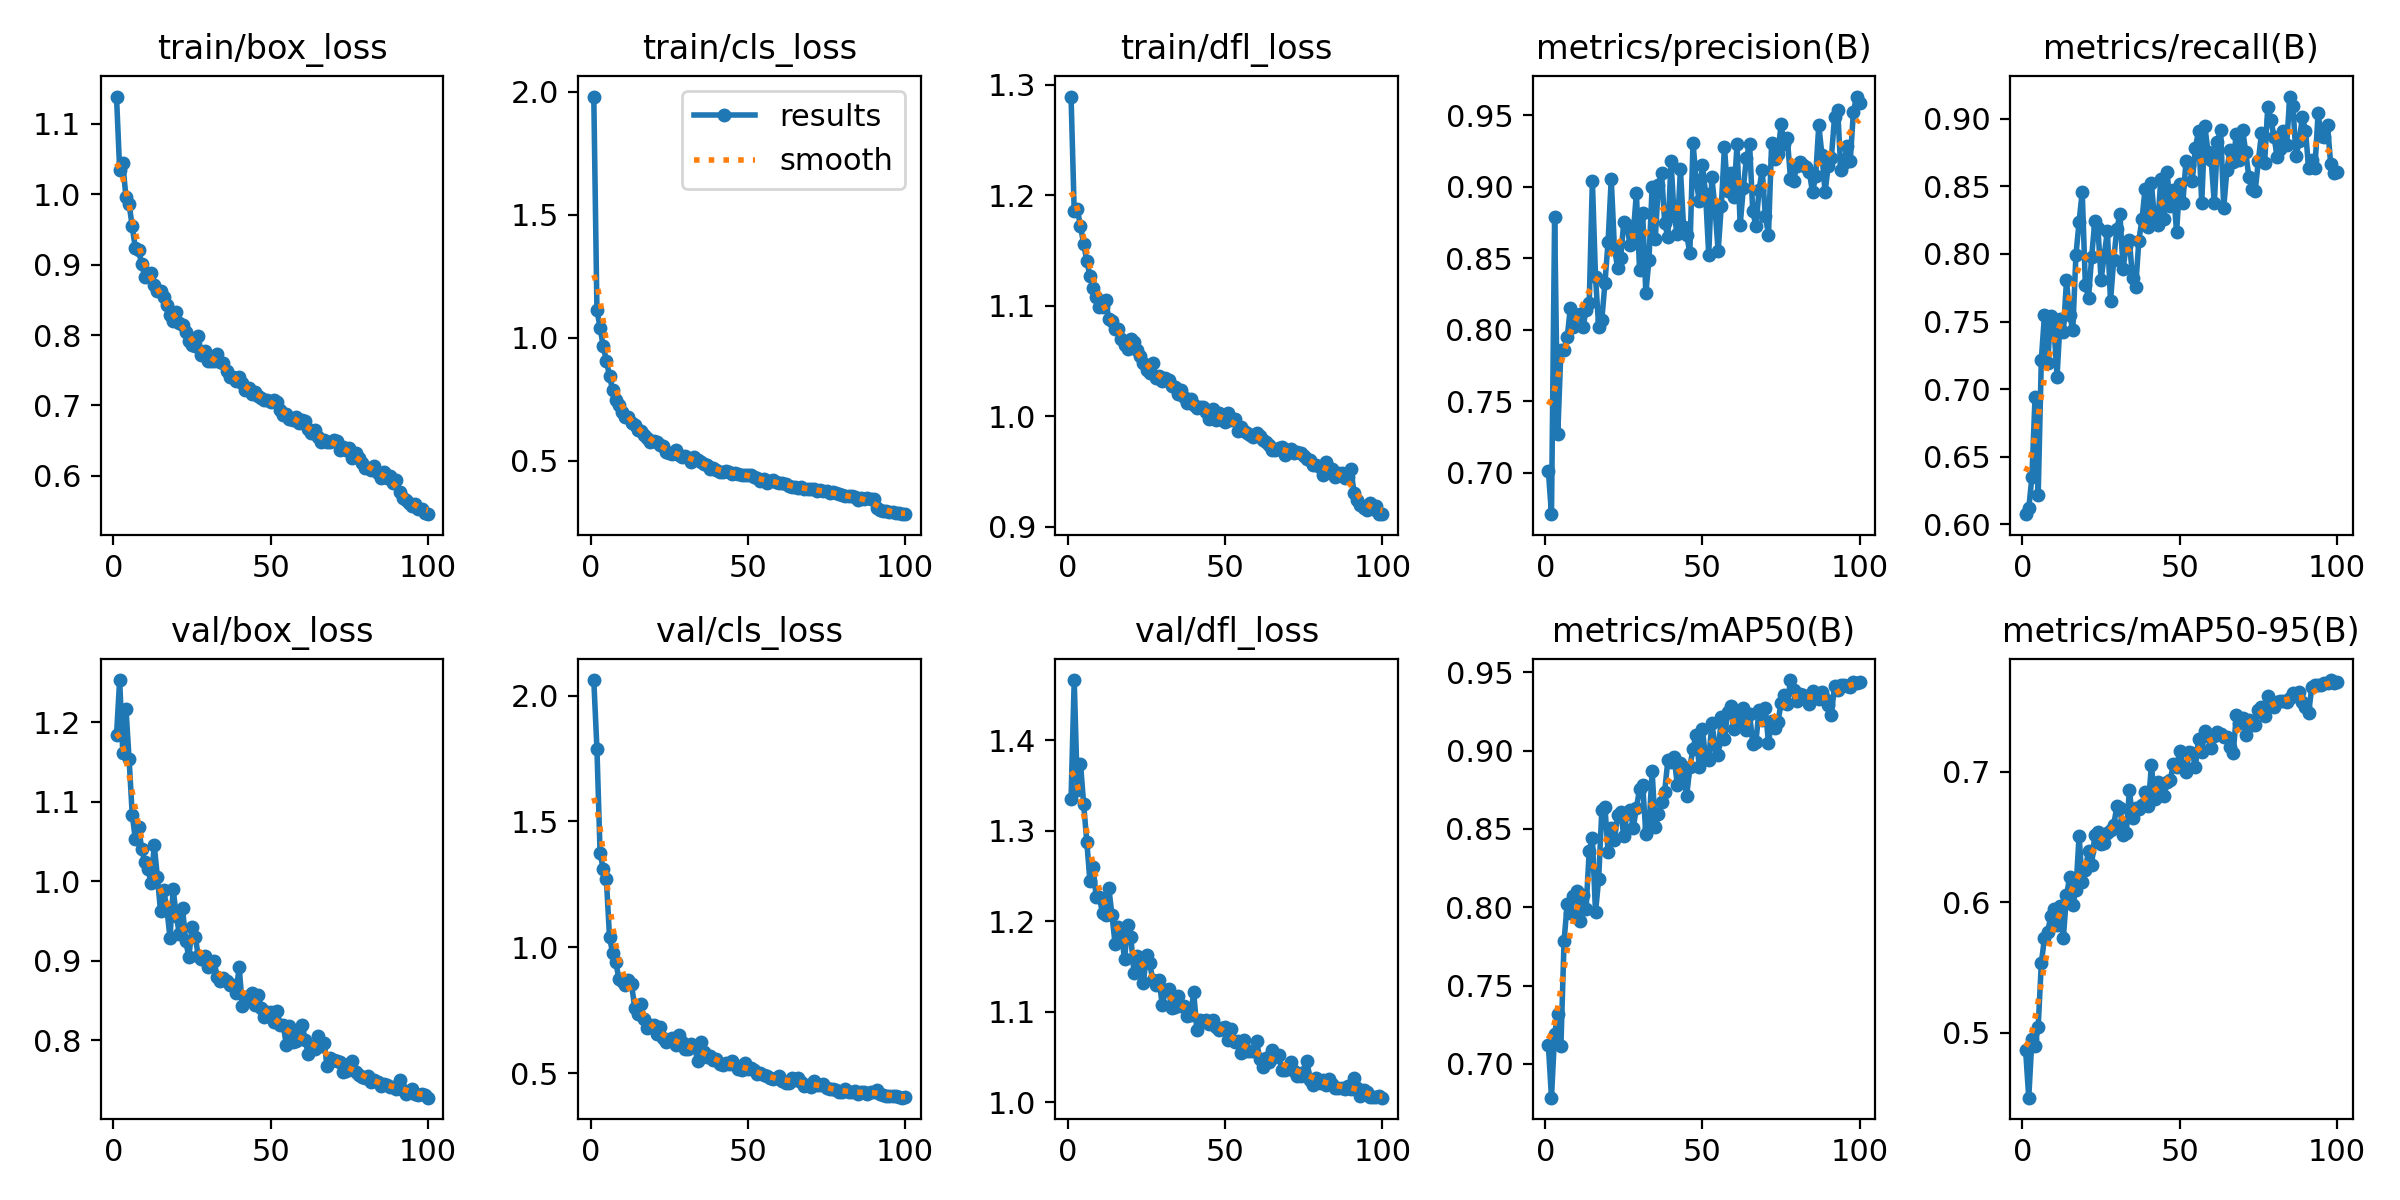 train/box_loss
1.1
1.0
0.9
0.8
0.7
0.6
0 50 100
train/cls_loss
results
smooth
2.0
1.5
1.0
0.5
0 50 100
train/dfl_loss
1.3
1.2
1.1
1.0
0.9
0 50 100
metrics/precision(B)
0.95
0.90
0.85
0.80
0.75
0.70
0 50 100
metrics/recall(B)
0.90
0.85
0.80
0.75
0.70
0.65
0.60
0 50 100
val/box_loss
1.2
1.1
1.0
0.9
0.8
0 50 100
val/cls_loss
2.0
1.5
1.0
0.5
0 50 100
val/dfl_loss
1.4
1.3
1.2
1.1
1.0
0 50 100
metrics/mAP50(B)
0.95
0.90
0.85
0.80
0.75
0.70
0 50 100
metrics/mAP50-95(B)
0.7
0.6
0.5
0 50 100